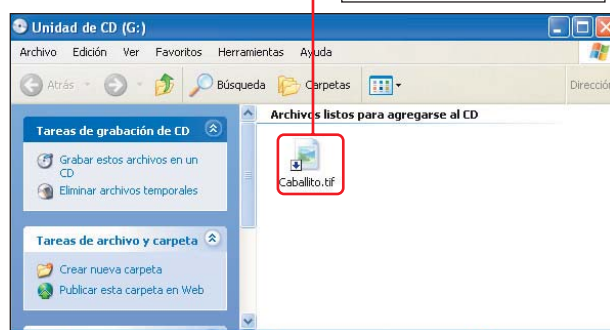 Unidad de CD (G:)
Archivo Edición Ver Favoritos Herramientas Ayuda
Atrás Búsqueda Carpetas Dirección
Archivos listos para agregarse al CD
Tareas de grabación de CD
Grabar estos archivos en un
CD
Eliminar archivos temporales
Caballito.tif
Tareas de archivo y carpeta
Crear nueva carpeta
Publicar esta carpeta en Web